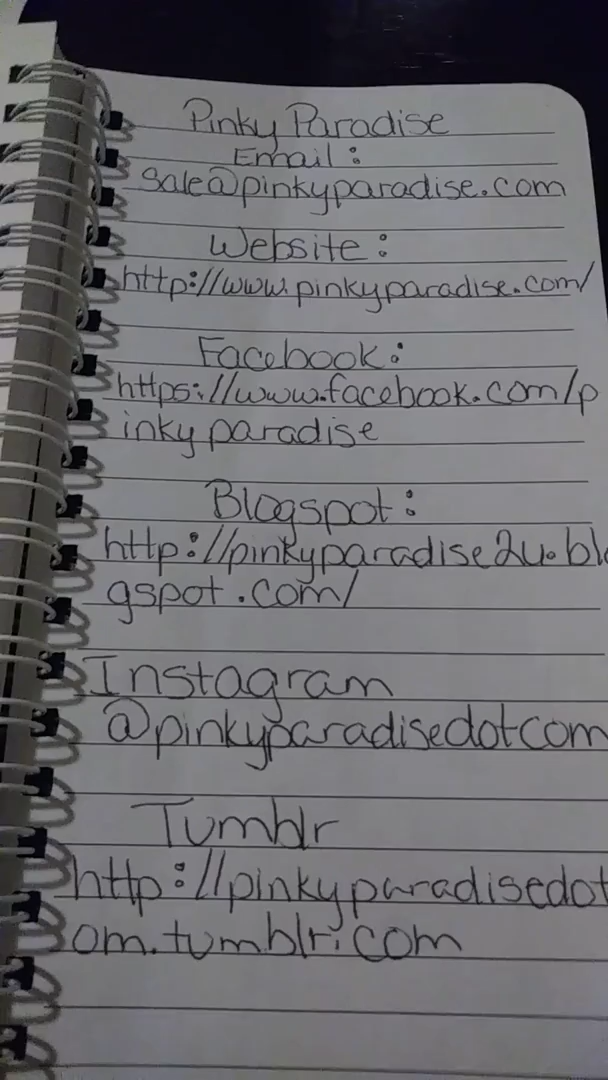 Pinky Paradise
Email:
sale@pinkyparadise.com
Website:
http://www.pinkyparadise.com/
Facebook:
https://www.facebook.com/p
inkyparadise
Blogspot:
http://pinkyparadise2u.blo
gspot.com/
Instagram
@pinkyparadisedotcom
Tumblr
http://pinkyparadisedot
om.tumblr.com